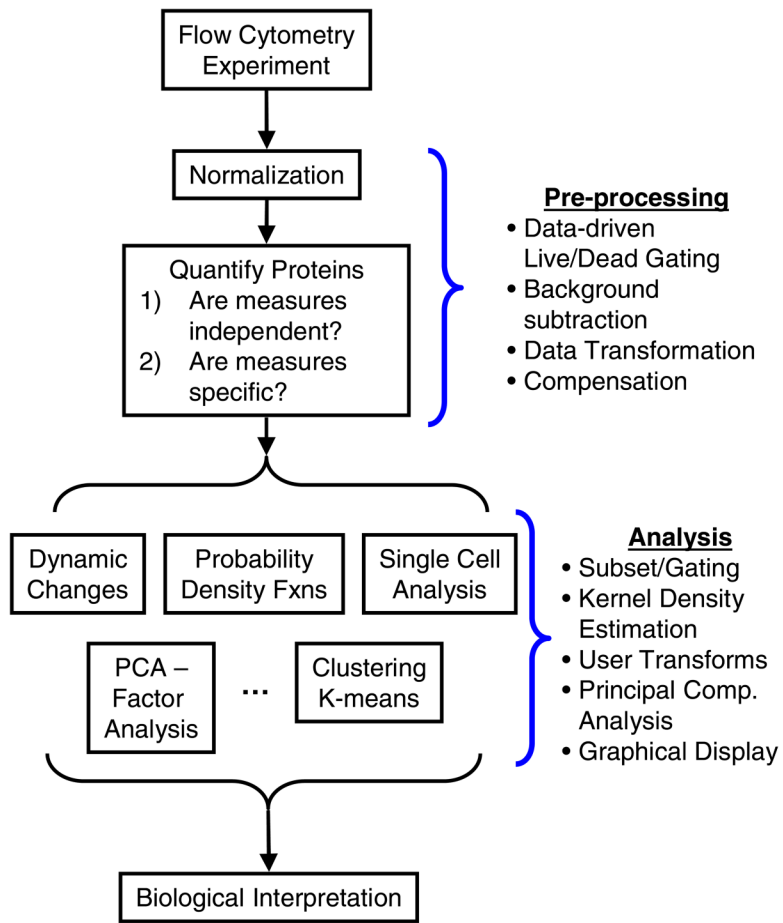 Flow Cytometry
Experiment
Normalization
Quantify Proteins
1) Are measures
independent?
2) Are measures
specific?
Pre-processing
• Data-driven
Live/Dead Gating
• Background
subtraction
• Data Transformation
• Compensation
Dynamic
Changes
Probability
Density Fxns
Single Cell
Analysis
PCA –
Factor
Analysis
...
Clustering
K-means
Analysis
• Subset/Gating
• Kernel Density
Estimation
• User Transforms
• Principal Comp.
Analysis
• Graphical Display
Biological Interpretation